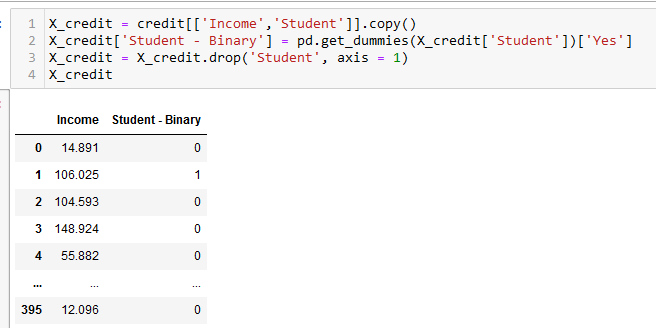 1 X_credit = credit[['Income','Student']].copy()
2 X_credit['Student - Binary'] = pd.get_dummies(X_credit['Student'])['Yes']
3 X_credit = X_credit.drop('Student', axis = 1)
4 X_credit
Income Student - Binary
0 14.891 0
1 106.025 1
2 104.593 0
3 148.924 0
4 55.882 0
... ... ...
395 12.096 0